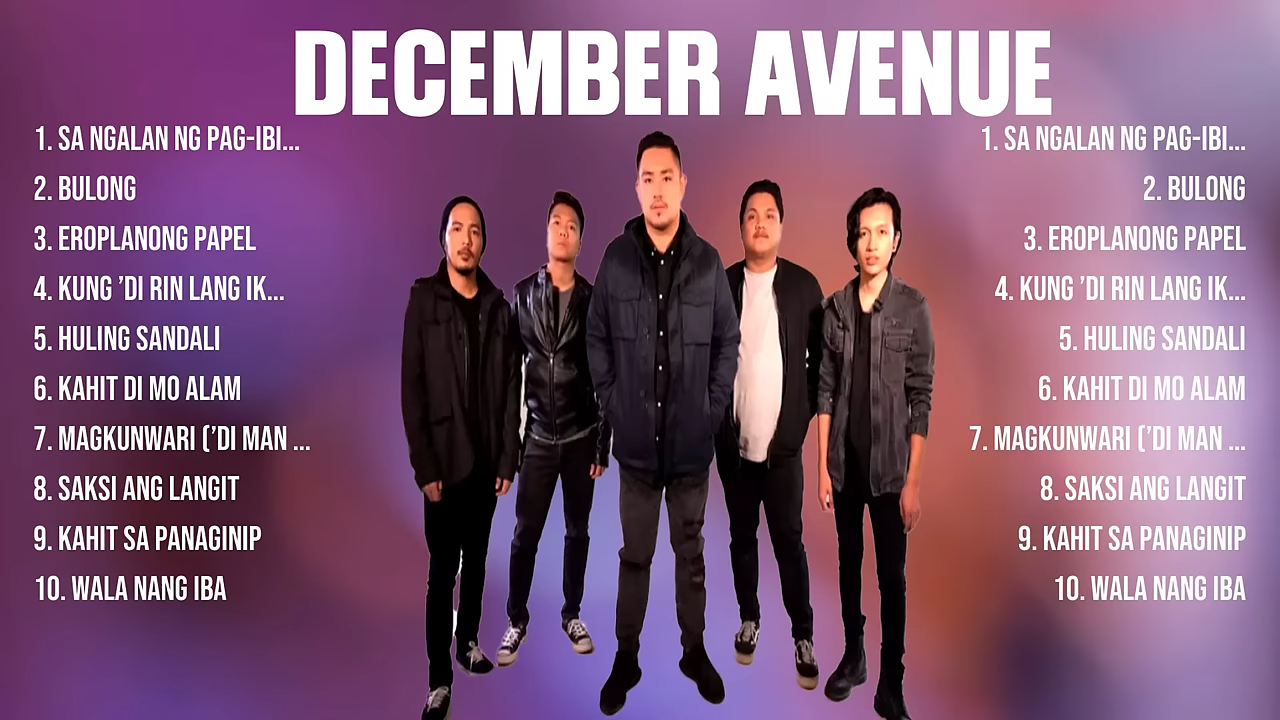 DECEMBER AVENUE
1. SA NGALAN NG PAG-IBI...
2. BULONG
3. EROPLANONG PAPEL
4. KUNG 'DI RIN LANG IK...
5. HULING SANDALI
6. KAHIT DI MO ALAM
7. MAGKUNWARI ('DI MAN ...
8. SAKSI ANG LANGIT
9. KAHIT SA PANAGINIP
10. WALA NANG IBA
1. SA NGALAN NG PAG-IBI...
2. BULONG
3. EROPLANONG PAPEL
4. KUNG 'DI RIN LANG IK...
5. HULING SANDALI
6. KAHIT DI MO ALAM
7. MAGKUNWARI ('DI MAN ...
8. SAKSI ANG LANGIT
9. KAHIT SA PANAGINIP
10. WALA NANG IBA